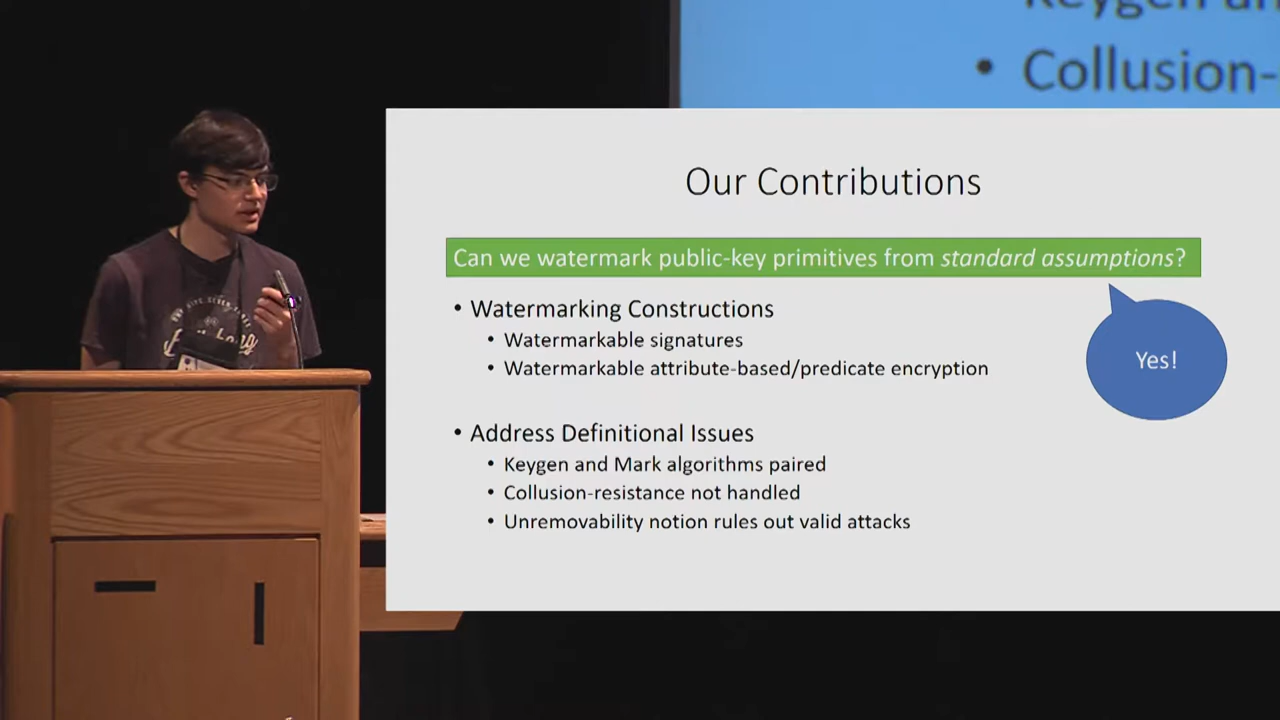 Keygen an
• Collusion-
Our Contributions
Can we watermark public-key primitives from standard assumptions?
• Watermarking Constructions
• Watermarkable signatures
• Watermarkable attribute-based/predicate encryption
Yes!
• Address Definitional Issues
• Keygen and Mark algorithms paired
• Collusion-resistance not handled
• Unremovability notion rules out valid attacks